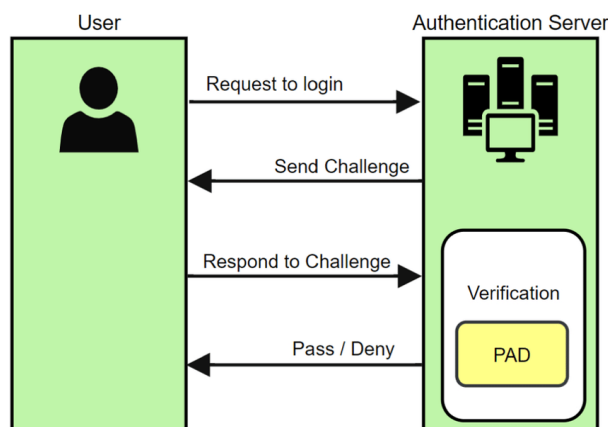 User
Authentication Server
Request to login
Send Challenge
Respond to Challenge
Verification
PAD
Pass / Deny